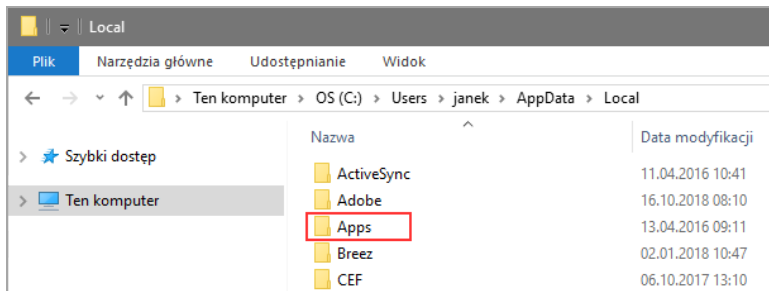 Local
Plik Narzędzia główne Udostępnianie Widok
Ten komputer > OS (C:) > Users > janek > AppData > Local
Nazwa Data modyfikacji
Szybki dostęp
Ten komputer
ActiveSync 11.04.2016 10:41
Adobe 16.10.2018 08:10
Apps 13.04.2016 09:11
Breez 02.01.2018 10:47
CEF 06.10.2017 13:10